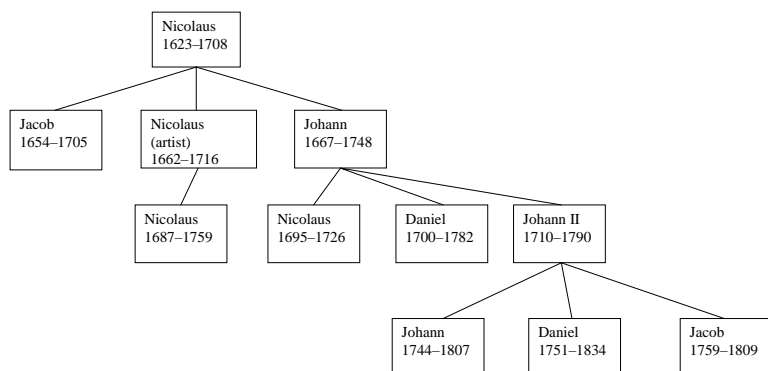 Nicolaus
1623–1708
Jacob
1654–1705
Nicolaus
(artist)
1662–1716
Johann
1667–1748
Nicolaus
1687–1759
Nicolaus
1695–1726
Daniel
1700–1782
Johann II
1710–1790
Johann
1744–1807
Daniel
1751–1834
Jacob
1759–1809